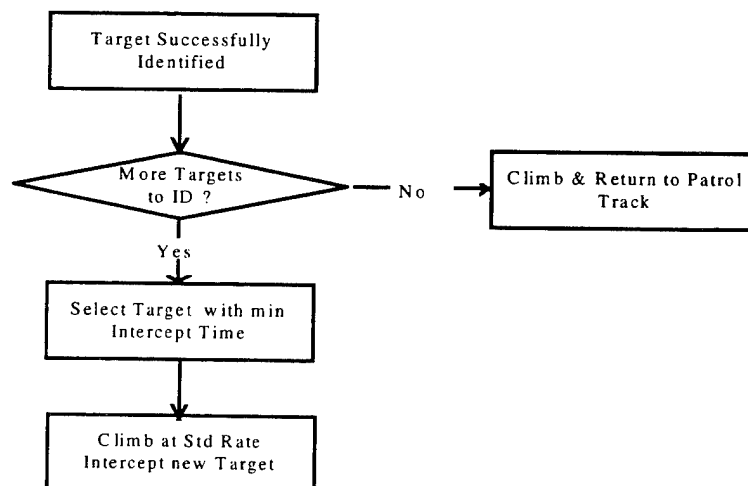 Target Successfully
Identified
More Targets
to ID ?
No
Climb & Return to Patrol
Track
Yes
Select Target with min
Intercept Time
Climb at Std Rate
Intercept new Target